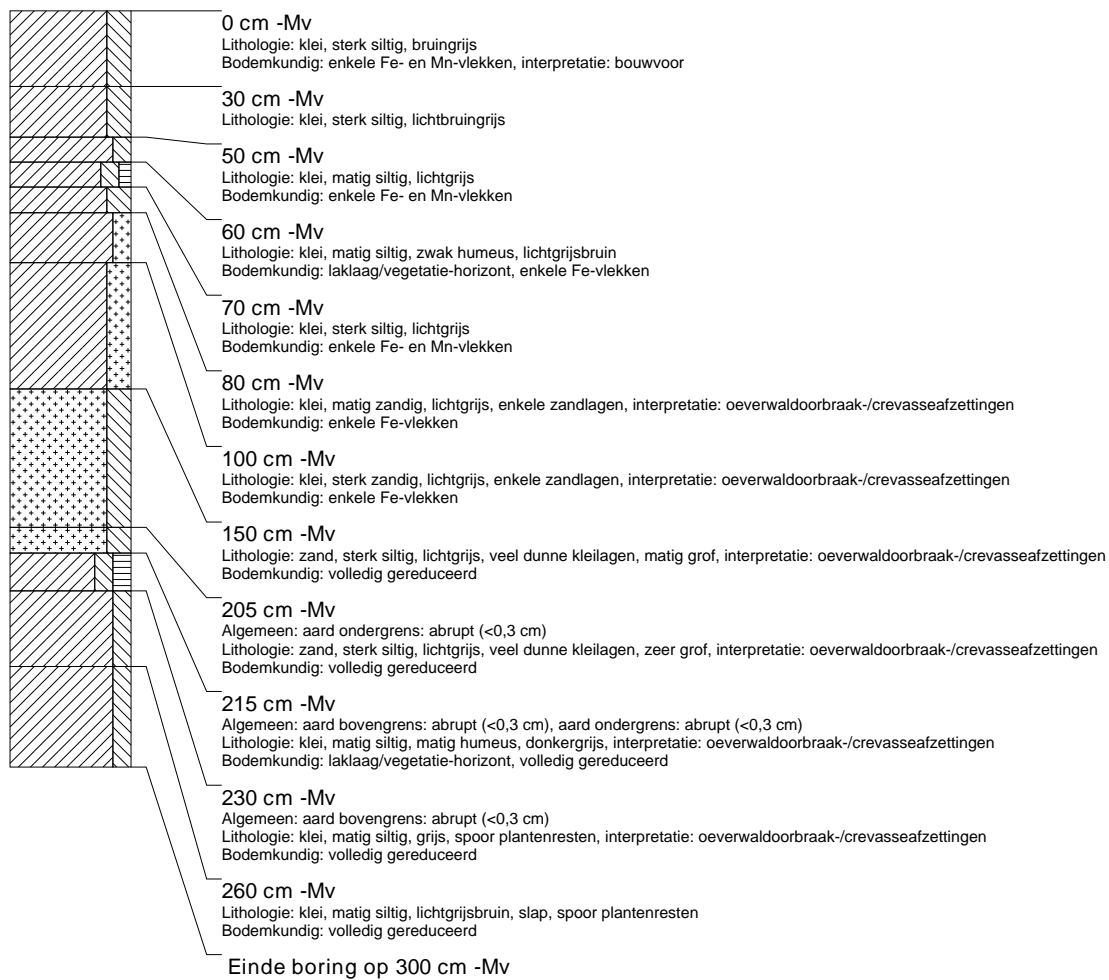 0 cm -Mv
Lithologie: klei, sterk siltig, bruingrijs
Bodemkundig: enkele Fe- en Mn-vlekken, interpretatie: bouwvoor
30 cm -Mv
Lithologie: klei, sterk siltig, lichtbruingrijs
50 cm -Mv
Lithologie: klei, matig siltig, lichtgrijs
Bodemkundig: enkele Fe- en Mn-vlekken
60 cm -Mv
Lithologie: klei, matig siltig, zwak humeus, lichtgrijsbruin
Bodemkundig: laklaag/vegetatie-horizont, enkele Fe-vlekken
70 cm -Mv
Lithologie: klei, sterk siltig, lichtgrijs
Bodemkundig: enkele Fe- en Mn-vlekken
80 cm -Mv
Lithologie: klei, matig zandig, lichtgrijs, enkele zandlagen, interpretatie: oeverwaldoorbraak-/crevasseafzettingen
Bodemkundig: enkele Fe-vlekken
100 cm -Mv
Lithologie: klei, sterk zandig, lichtgrijs, enkele zandlagen, interpretatie: oeverwaldoorbraak-/crevasseafzettingen
Bodemkundig: enkele Fe-vlekken
150 cm -Mv
Lithologie: zand, sterk siltig, lichtgrijs, veel dunne kleilagen, matig grof, interpretatie: oeverwaldoorbraak-/crevasseafzettingen
Bodemkundig: volledig gereduceerd
205 cm -Mv
Algemeen: aard ondergrens: abrupt (<0,3 cm)
Lithologie: zand, sterk siltig, lichtgrijs, veel dunne kleilagen, zeer grof, interpretatie: oeverwaldoorbraak-/crevasseafzettingen
Bodemkundig: volledig gereduceerd
215 cm -Mv
Algemeen: aard bovengrens: abrupt (<0,3 cm), aard ondergrens: abrupt (<0,3 cm)
Lithologie: klei, matig siltig, matig humeus, donkergrijs, interpretatie: oeverwaldoorbraak-/crevasseafzettingen
Bodemkundig: laklaag/vegetatie-horizont, volledig gereduceerd
230 cm -Mv
Algemeen: aard bovengrens: abrupt (<0,3 cm)
Lithologie: klei, matig siltig, grijs, spoor plantenresten, interpretatie: oeverwaldoorbraak-/crevasseafzettingen
Bodemkundig: volledig gereduceerd
260 cm -Mv
Lithologie: klei, matig siltig, lichtgrijsbruin, slap, spoor plantenresten
Bodemkundig: volledig gereduceerd
Einde boring op 300 cm -Mv